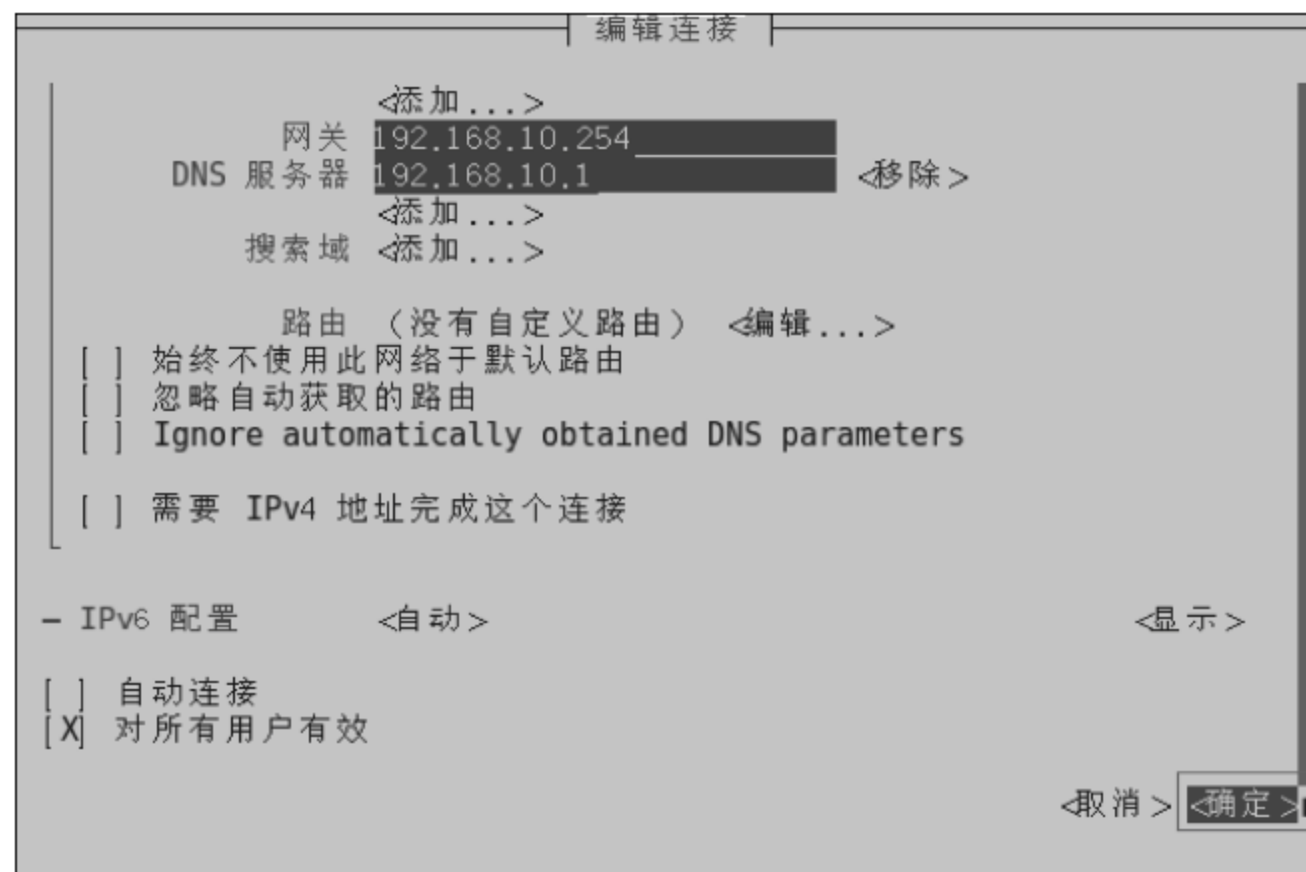 编辑连接
<添加...>
网关 192.168.10.254
DNS 服务器 192.168.10.1 <移除>
<添加...>
搜索域 <添加...>
路由 （没有自定义路由） <编辑...>
[ ] 始终不使用此网络于默认路由
[ ] 忽略自动获取的路由
[ ] Ignore automatically obtained DNS parameters
[ ] 需要 IPv4 地址完成这个连接
- IPv6 配置 <自动> <显示>
[ ] 自动连接
[X] 对所有用户有效
<取消> <确定>